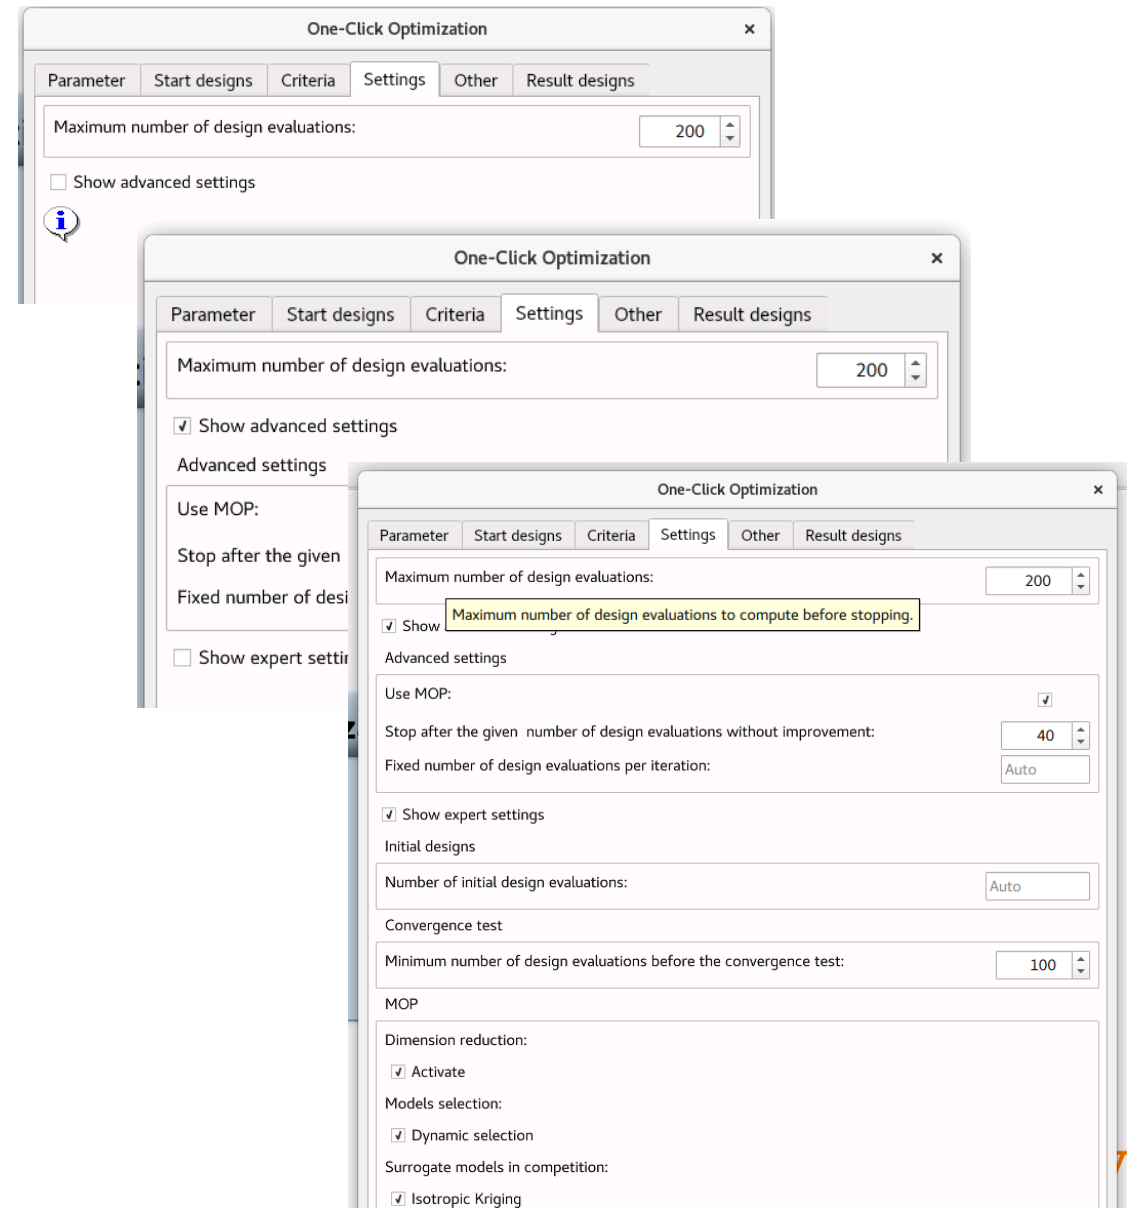 One-Click Optimization
Parameter Start designs Criteria Settings Other Result designs
Maximum number of design evaluations: 200
Show advanced settings
One-Click Optimization
Parameter Start designs Criteria Settings Other Result designs
Maximum number of design evaluations: 200
Show advanced settings
Advanced settings
Use MOP:
Stop after the given
Fixed number of desi
Show expert settin
One-Click Optimization
Parameter Start designs Criteria Settings Other Result designs
Maximum number of design evaluations: 200
Maximum number of design evaluations to compute before stopping.
Show
Advanced settings
Use MOP:
Stop after the given number of design evaluations without improvement: 40
Fixed number of design evaluations per iteration: Auto
Show expert settings
Initial designs
Number of initial design evaluations: Auto
Convergence test
Minimum number of design evaluations before the convergence test: 100
MOP
Dimension reduction:
Activate
Models selection:
Dynamic selection
Surrogate models in competition:
Isotropic Kriging